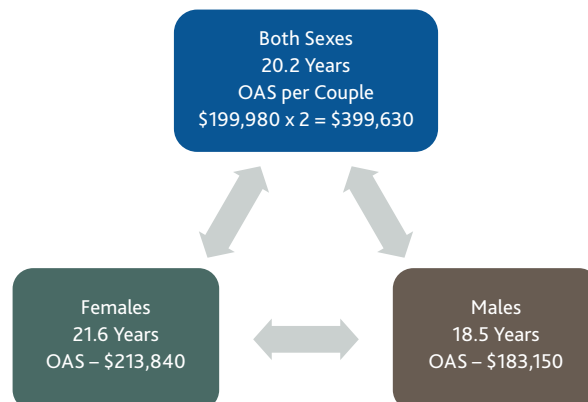 Both Sexes
20.2 Years
OAS per Couple
$199,980 x 2 = $399,630
Females
21.6 Years
OAS – $213,840
Males
18.5 Years
OAS – $183,150